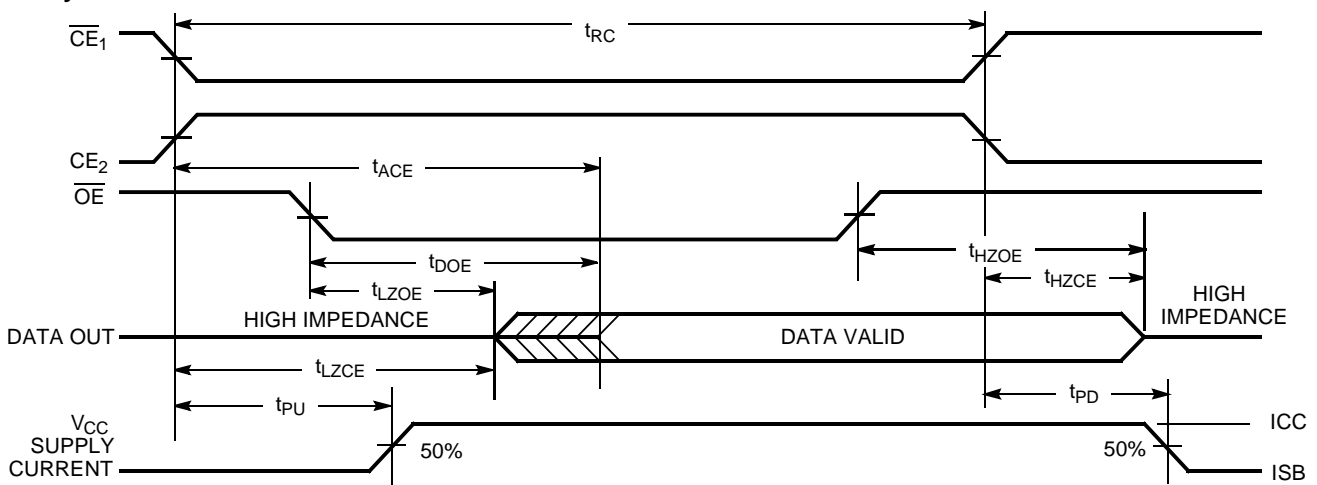 CE1
tRC
CE2
tACE
OE
tHZOE
tDOE
tHZCE
tLZOE
HIGH
IMPEDANCE
HIGH IMPEDANCE
DATA OUT
DATA VALID
tLZCE
tPU
tPD
VCC
SUPPLY
CURRENT
50%
50%
ICC
ISB